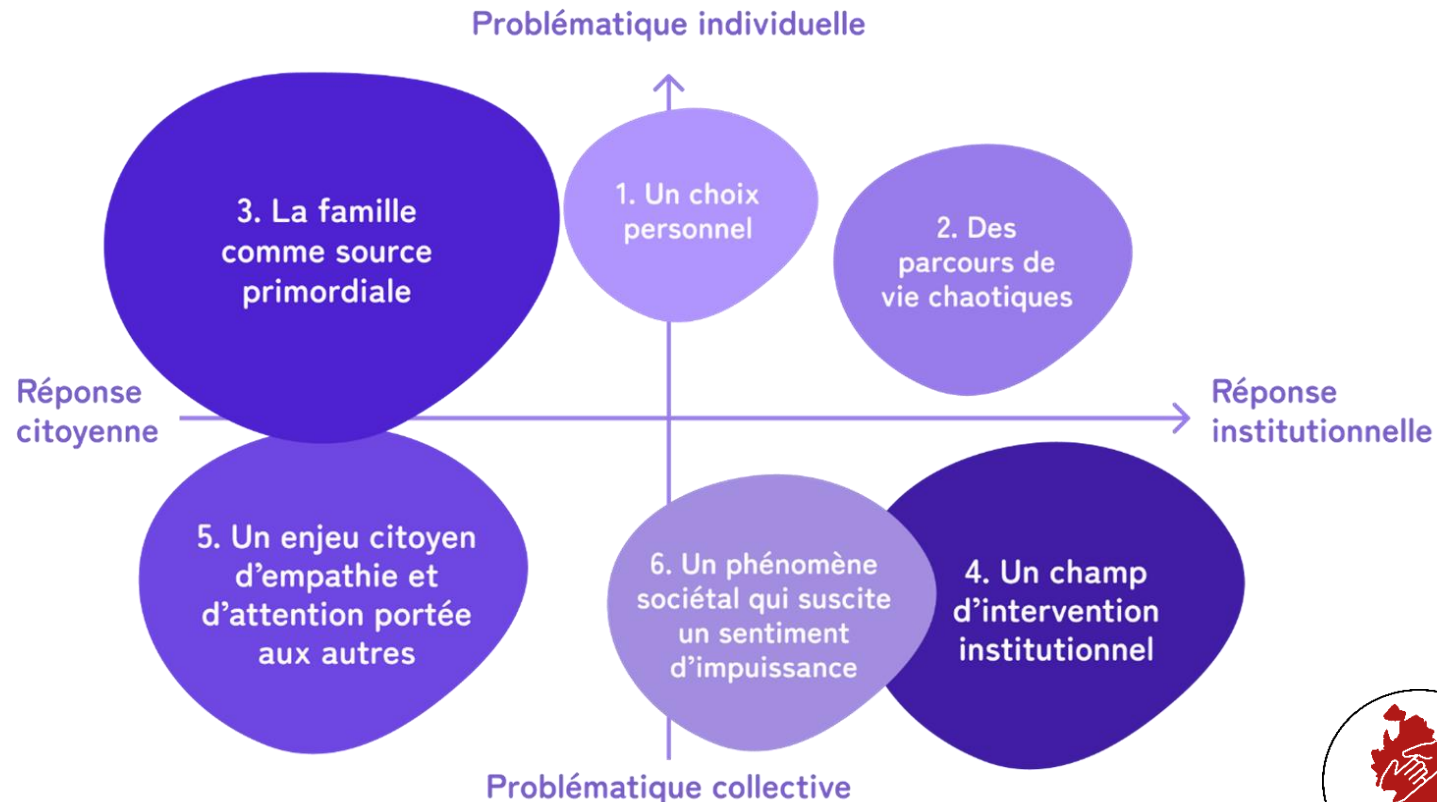 Problématique individuelle
3. La famille
comme source
primordiale
1. Un choix
personnel
2. Des
parcours de
vie chaotiques
Réponse
citoyenne
Réponse
institutionnelle
5. Un enjeu citoyen
d'empathie et
d'attention portée
aux autres
6. Un phénomène
sociétal qui suscite
un sentiment
d'impuissance
4. Un champ
d'intervention
institutionnel
Problématique collective